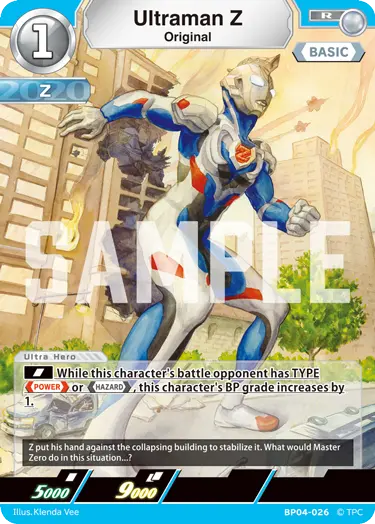 1
Ultraman Z
Original
R
BASIC
2020
Z
SAMPLE
Ultra Hero
While this character's battle opponent has TYPE
POWER or HAZARD, this character's BP grade increases by
1.
Z put his hand against the collapsing building to stabilize it. What would Master
Zero do in this situation...?
5000
9000
Illus.Klenda Vee
BP04-026
© TPC